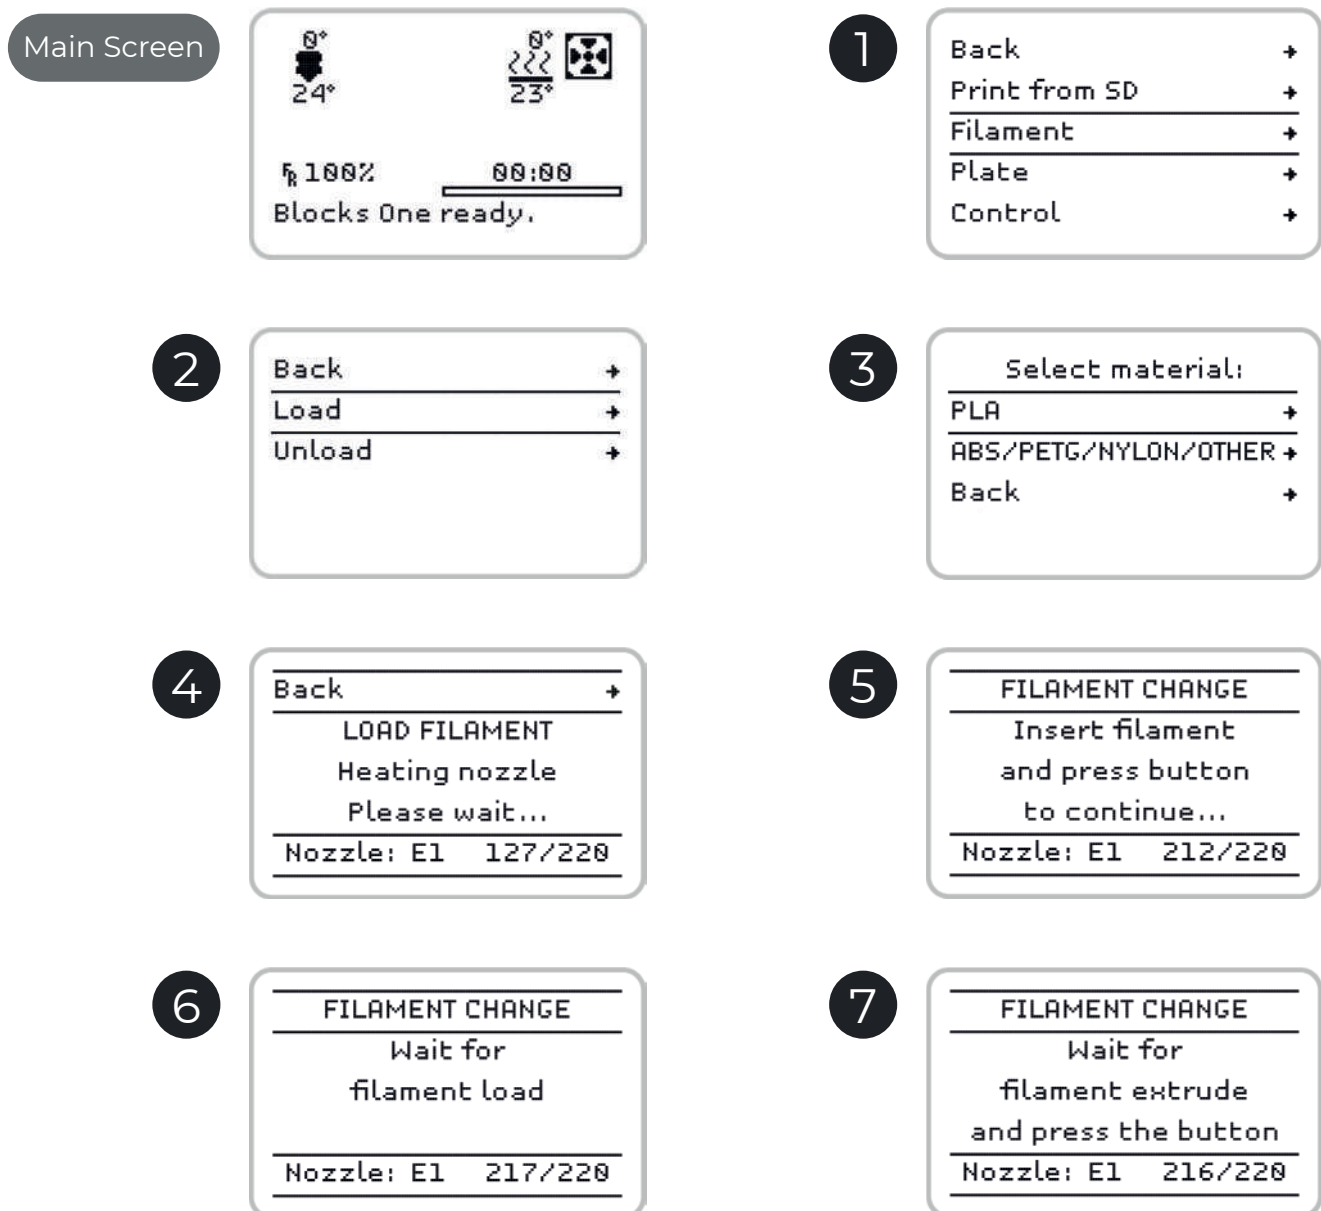 Main Screen
0° 0°
24° 23°
FR 100% 00:00
Blocks One ready.
1
Back
Print from SD
Filament
Plate
Control
2
Back
Load
Unload
3
Select material:
PLA
ABS/PETG/NYLON/OTHER
Back
4
Back
LOAD FILAMENT
Heating nozzle
Please wait...
Nozzle: E1 127/220
5
FILAMENT CHANGE
Insert filament
and press button
to continue...
Nozzle: E1 212/220
6
FILAMENT CHANGE
Wait for
filament load
Nozzle: E1 217/220
7
FILAMENT CHANGE
Wait for
filament extrude
and press the button
Nozzle: E1 216/220